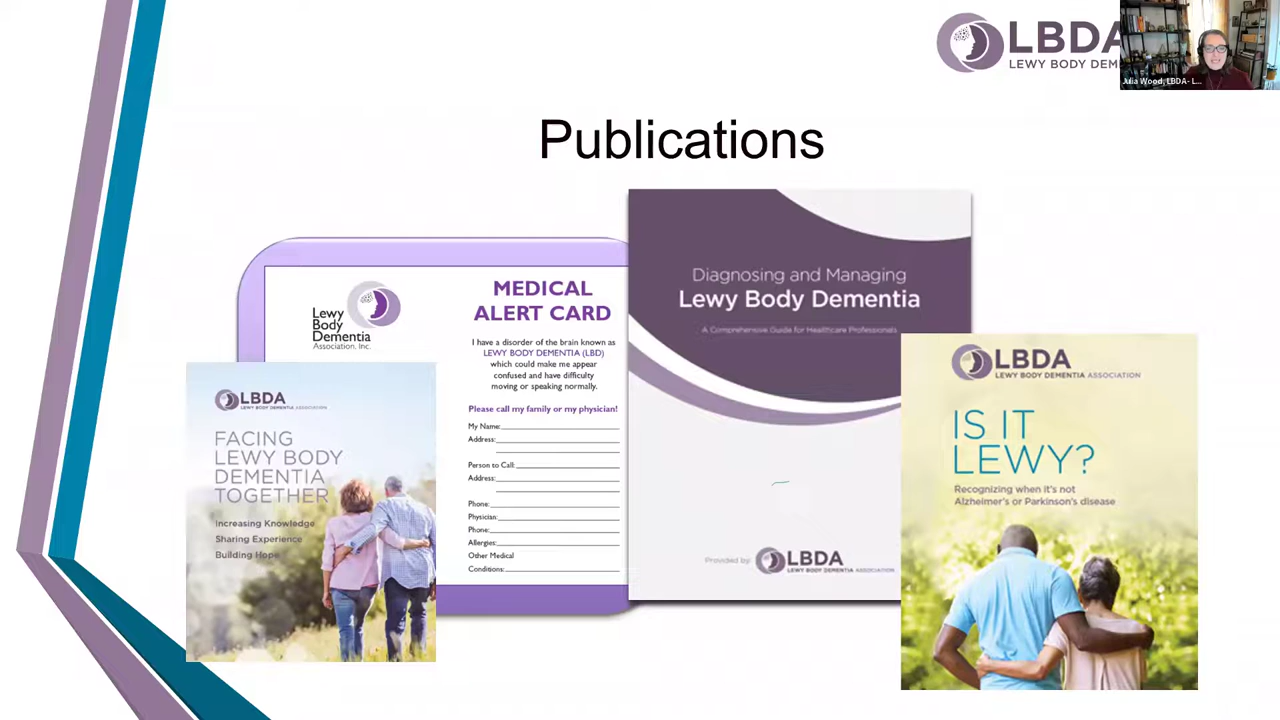 LBDA
LEWY BODY DEM
Julia Wood, LBDA- L...
Publications
Lewy
Body
Dementia
Association, Inc.
MEDICAL
ALERT CARD
I have a disorder of the brain known as
LEWY BODY DEMENTIA (LBD)
which could make me appear
confused and have difficulty
moving or speaking normally.
Please call my family or my physician!
My Name:
Address:
Person to Call:
Address:
Phone:
Physician:
Phone:
Allergies:
Other Medical
Conditions:
Diagnosing and Managing
Lewy Body Dementia
A Comprehensive Guide for Healthcare Professionals
Provided by:
LBDA
LEWY BODY DEMENTIA ASSOCIATION
LBDA
LEWY BODY DEMENTIA ASSOCIATION
FACING
LEWY BODY
DEMENTIA
TOGETHER
Increasing Knowledge
Sharing Experience
Building Hope
LBDA
LEWY BODY DEMENTIA ASSOCIATION
IS IT
LEWY?
Recognizing when it's not
Alzheimer's or Parkinson's disease